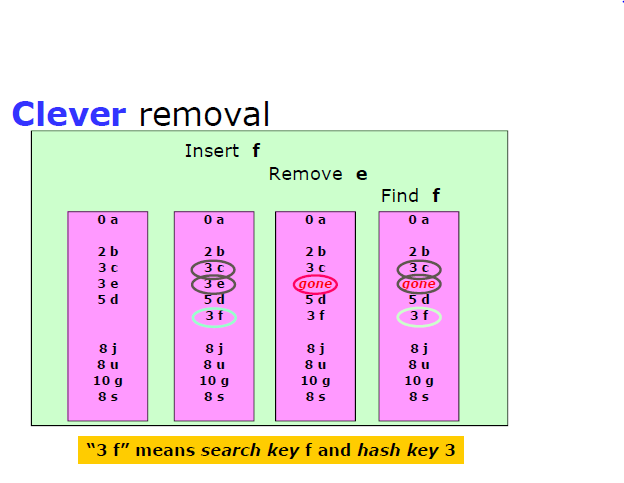 Clever removal
Insert f
Remove e
Find f
0 a
2 b
3 c
3 e
5 d
8 j
8 u
10 g
8 s
0 a
2 b
3 c
3 e
5 d
3 f
8 j
8 u
10 g
8 s
0 a
2 b
3 c
gone
5 d
3 f
8 j
8 u
10 g
8 s
0 a
2 b
3 c
gone
5 d
3 f
8 j
8 u
10 g
8 s
“3 f” means search key f and hash key 3